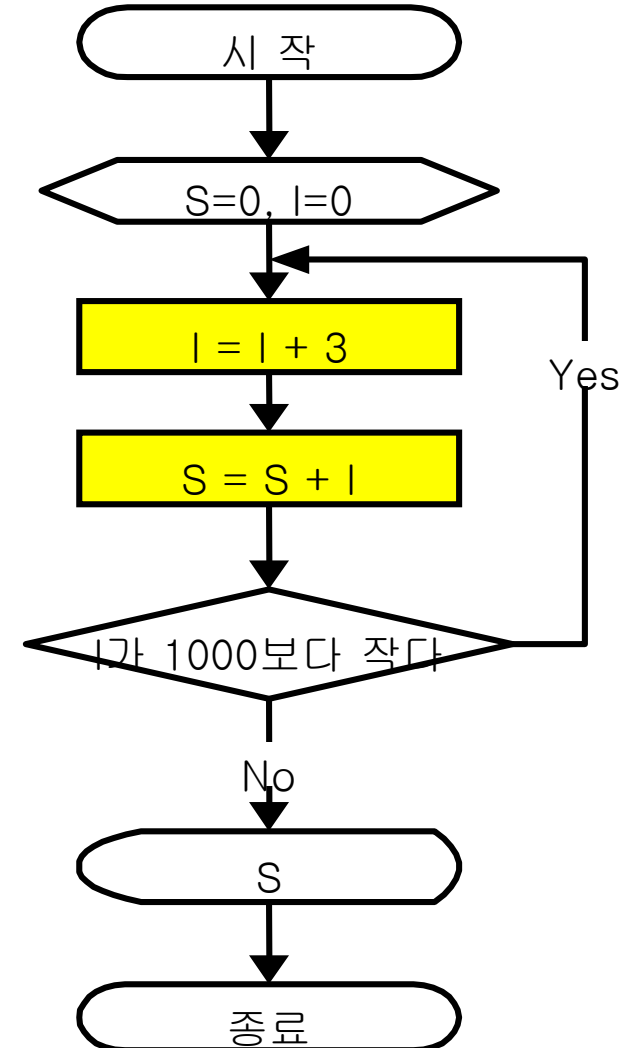 시 작
S=0, I=0
I = I + 3
Yes
S = S + I
I가 1000보다 작다
No
S
종료